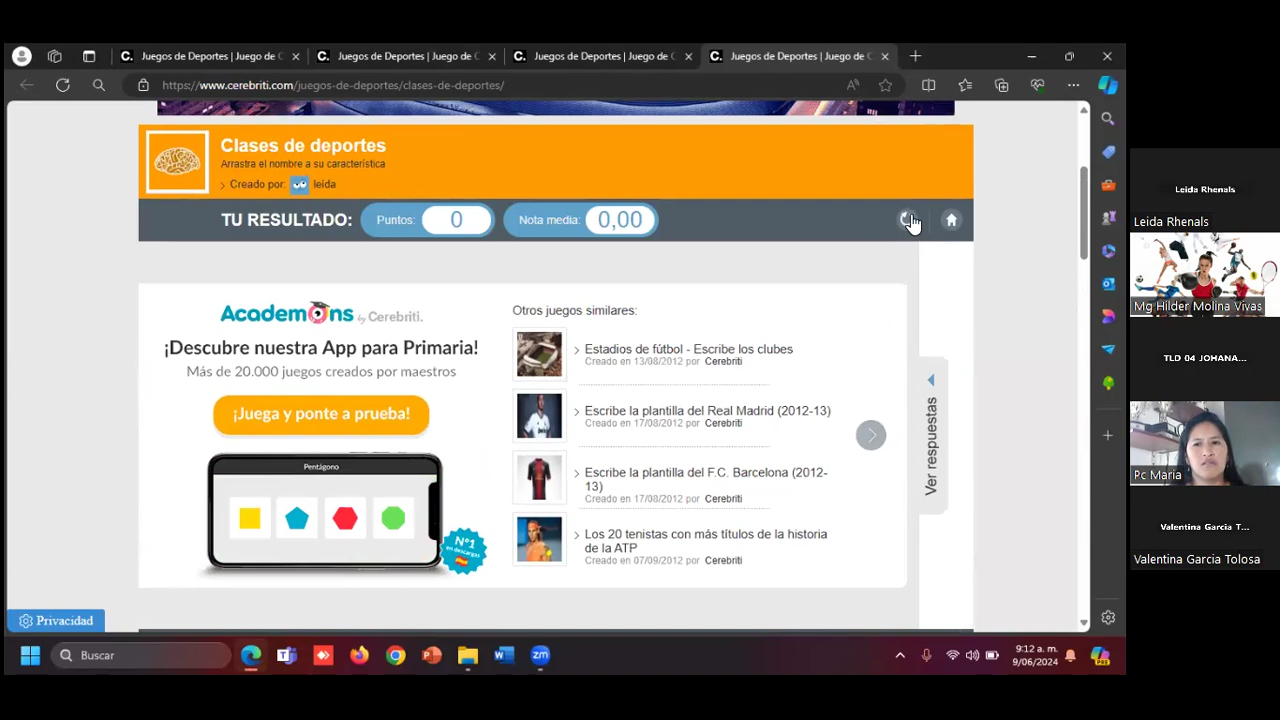 Juegos de Deportes | Juego de C
Juegos de Deportes | Juego de C
Juegos de Deportes | Juego de C
Juegos de Deportes | Juego de C
https://www.cerebriti.com/juegos-de-deportes/clases-de-deportes/
Clases de deportes
Arrastra el nombre a su característica
Creado por: leida
TU RESULTADO: Puntos: 0 Nota media: 0,00
Academons by Cerebriti.
¡Descubre nuestra App para Primaria!
Más de 20.000 juegos creados por maestros
¡Juega y ponte a prueba!
Pentágono
Nº1
en descargas
Otros juegos similares:
Estadios de fútbol - Escribe los clubes
Creado en 13/08/2012 por Cerebriti
Escribe la plantilla del Real Madrid (2012-13)
Creado en 17/08/2012 por Cerebriti
Escribe la plantilla del F.C. Barcelona (2012-
13)
Creado en 17/08/2012 por Cerebriti
Los 20 tenistas con más títulos de la historia
de la ATP
Creado en 07/09/2012 por Cerebriti
Ver respuestas
Privacidad
Buscar
9:12 a. m.
9/06/2024
Leida Rhenals
Leida Rhenals
Mg Hilder Molina Vivas
TLD 04 JOHANA...
Pc Maria
Valentina Garcia T...
Valentina Garcia Tolosa